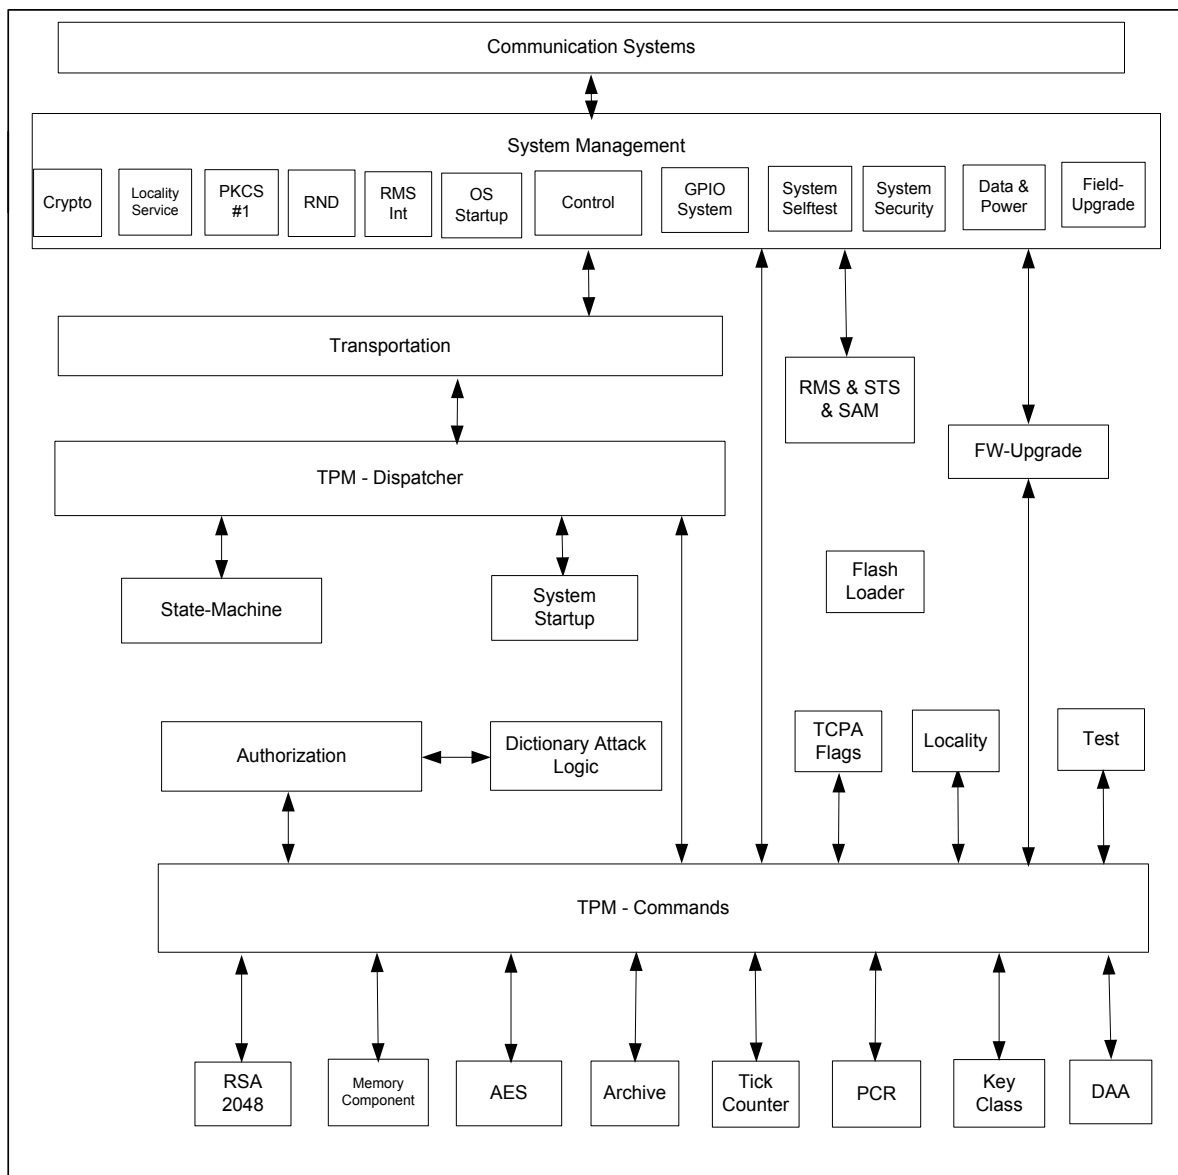 Communication Systems
System Management
Crypto
Locality
Service
PKCS
#1
RND
RMS
Int
OS
Startup
Control
GPIO
System
System
Selftest
System
Security
Data &
Power
Field-
Upgrade
Transportation
RMS & STS
& SAM
FW-Upgrade
TPM - Dispatcher
Flash
Loader
State-Machine
System
Startup
Authorization
Dictionary Attack
Logic
TCPA
Flags
Locality
Test
TPM - Commands
RSA
2048
Memory
Component
AES
Archive
Tick
Counter
PCR
Key
Class
DAA